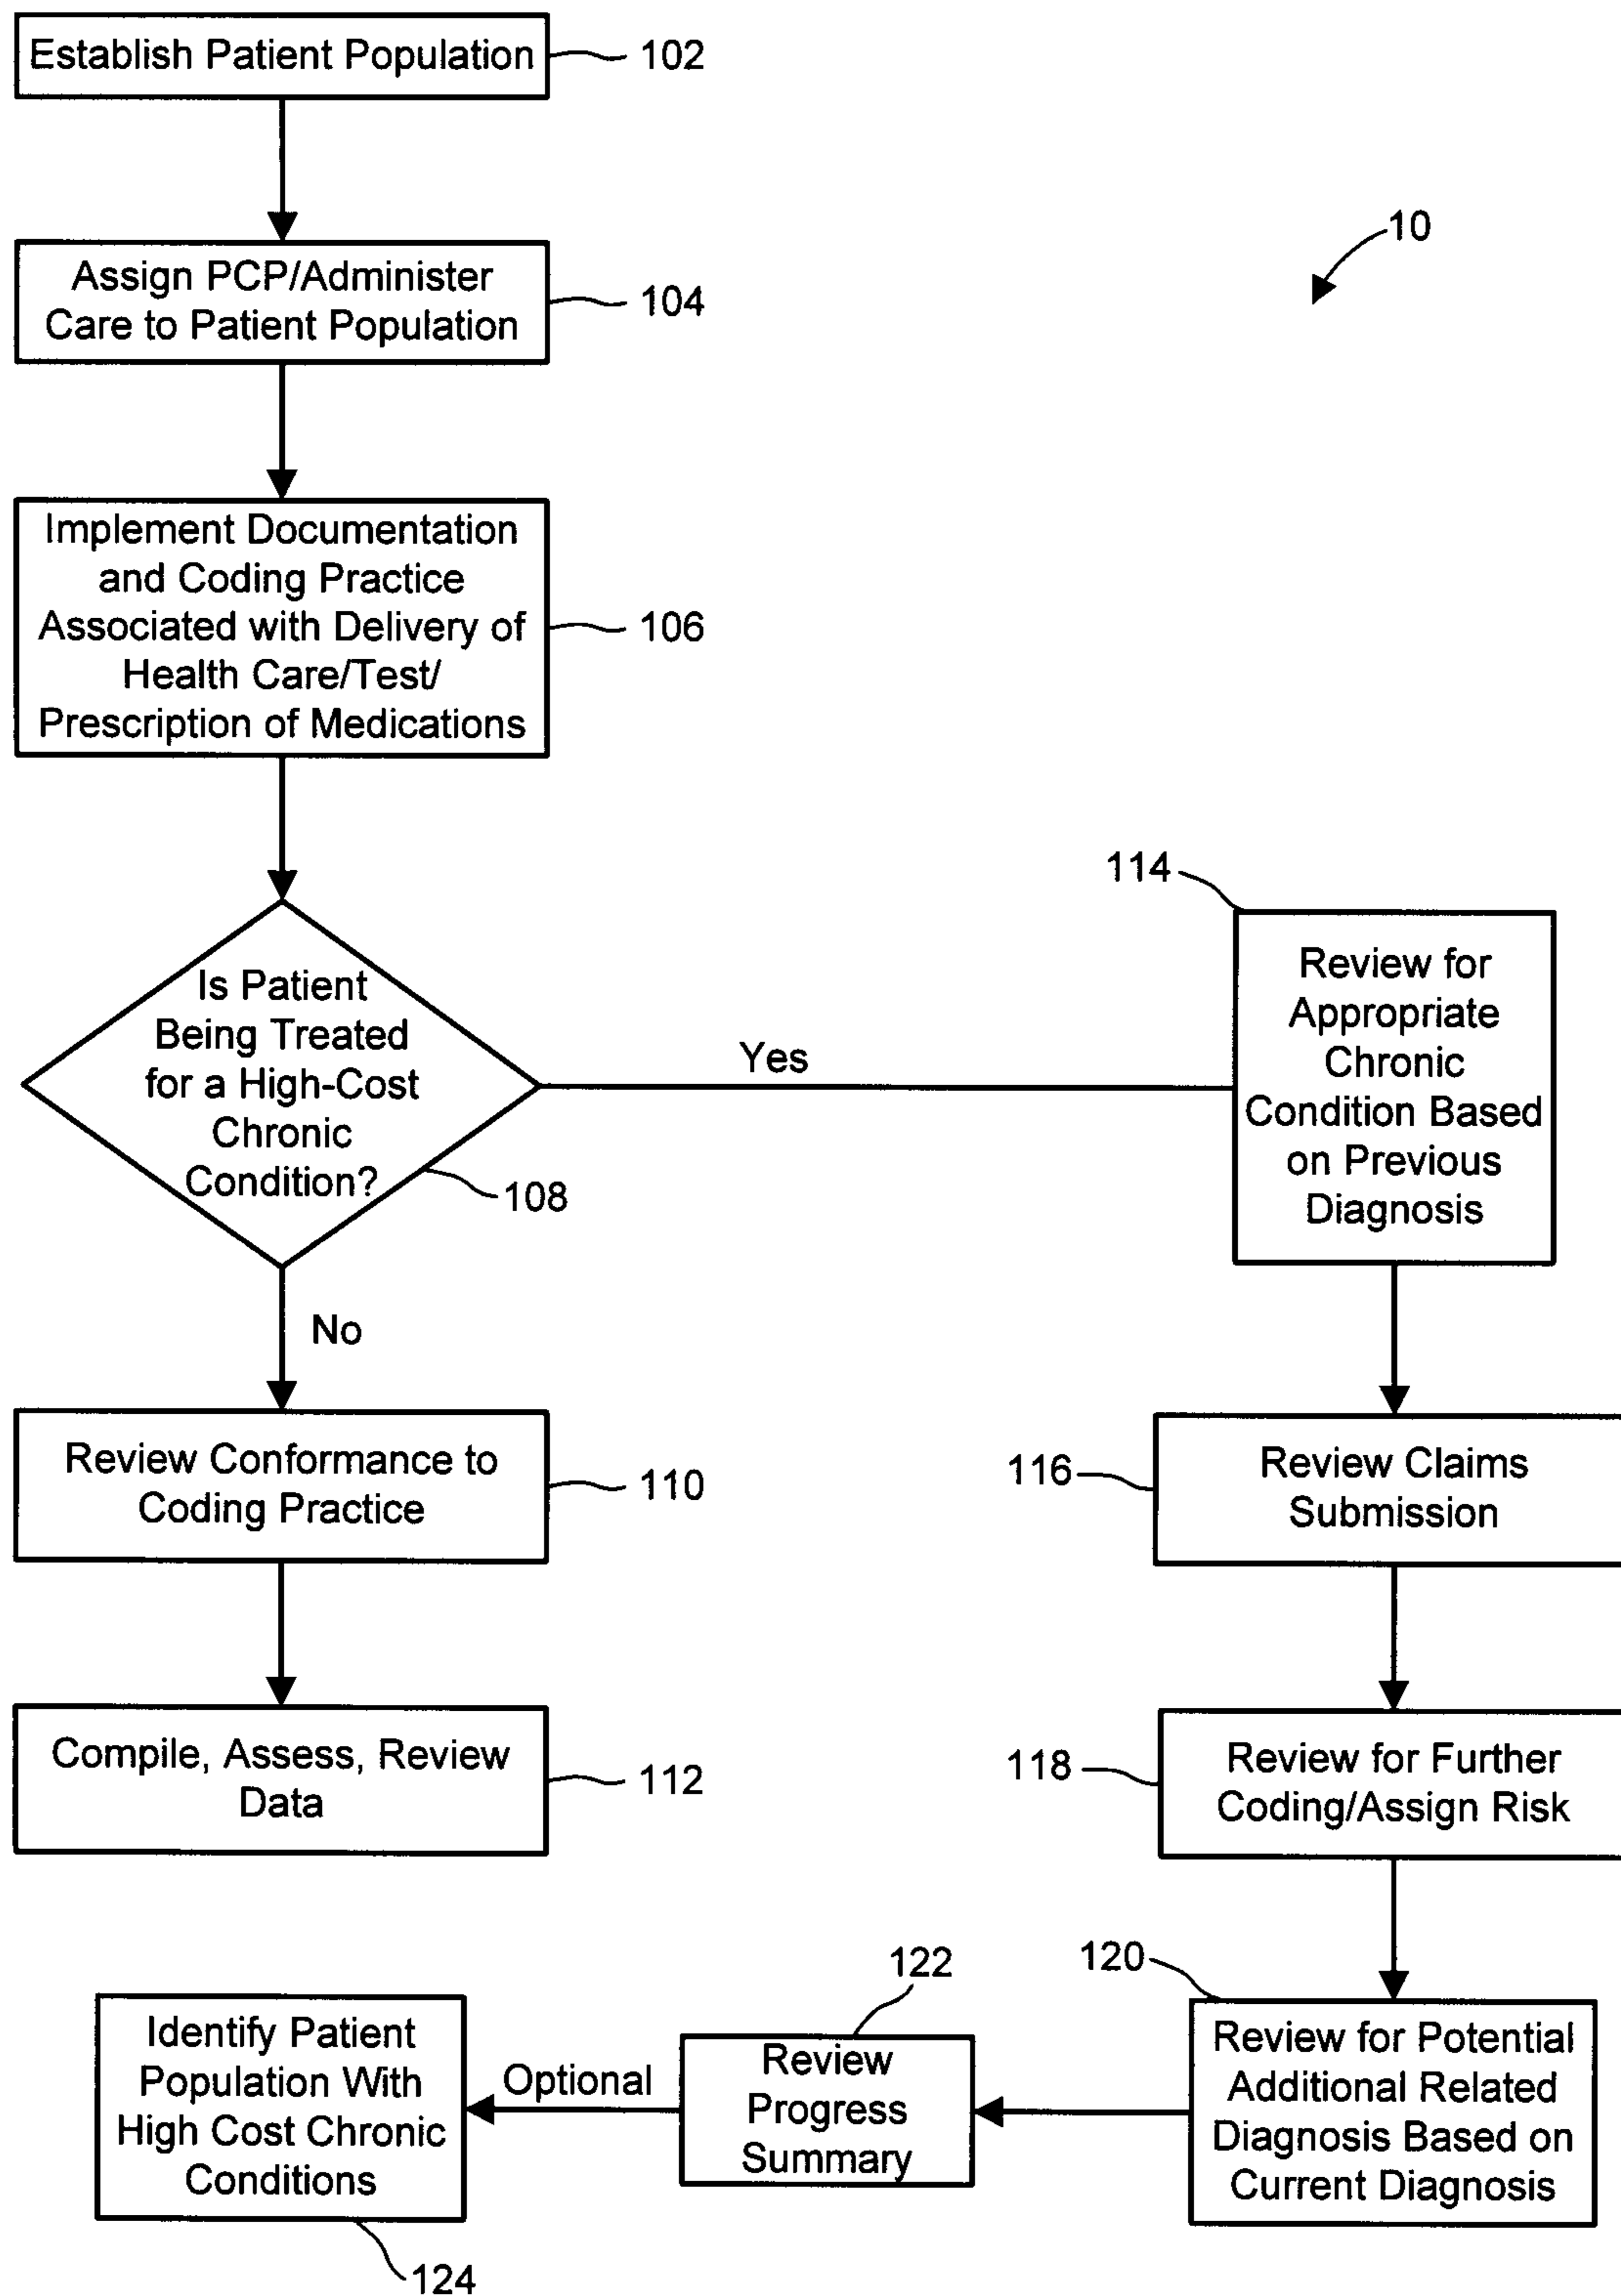 Establish Patient Population
102
10
Assign PCP/Administer
Care to Patient Population
104
Implement Documentation
and Coding Practice
Associated with Delivery of
Health Care/Test/
Prescription of Medications
106
Is Patient
Being Treated
for a High-Cost
Chronic
Condition?
108
Yes
No
114
Review for
Appropriate
Chronic
Condition Based
on Previous
Diagnosis
Review Conformance to
Coding Practice
110
116
Review Claims
Submission
Compile, Assess, Review
Data
112
118
Review for Further
Coding/Assign Risk
120
Review for Potential
Additional Related
Diagnosis Based on
Current Diagnosis
122
Review
Progress
Summary
Optional
Identify Patient
Population With
High Cost Chronic
Conditions
124